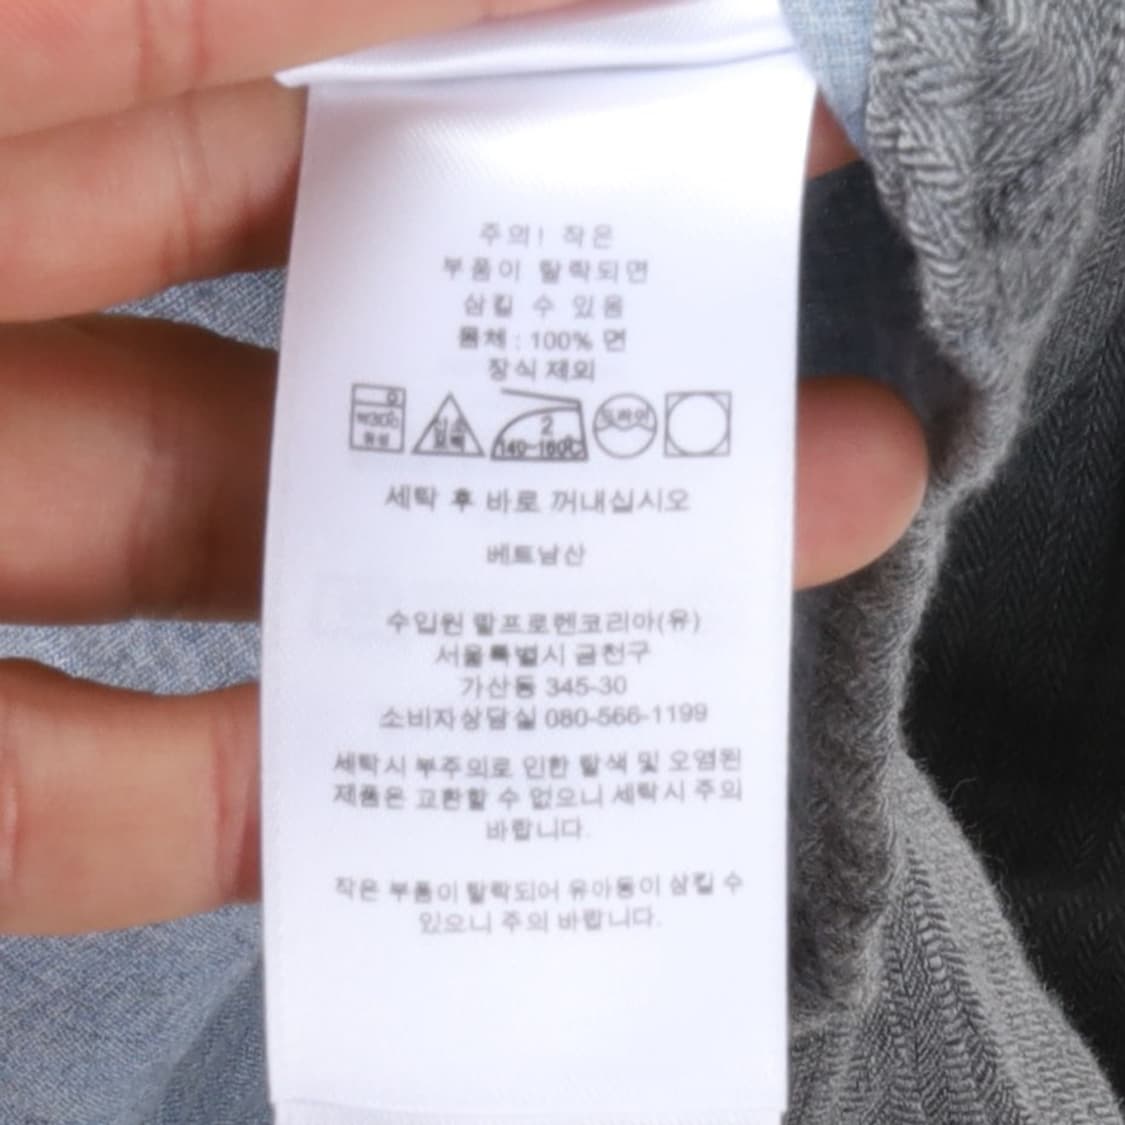 주의! 작은
부품이 탈락되면
삼킬 수 있음
몸체 : 100% 면
장식 제외
2
140-160℃
드라이
세탁 후 바로 꺼내십시오
베트남산
수입원 랄프로렌코리아(유)
서울특별시 금천구
가산동 345-30
소비자상담실 080-566-1199
세탁시 부주의로 인한 탈색 및 오염된
제품은 교환할 수 없으니 세탁시 주의
바랍니다.
작은 부품이 탈락되어 유아동이 삼킬 수
있으니 주의 바랍니다.